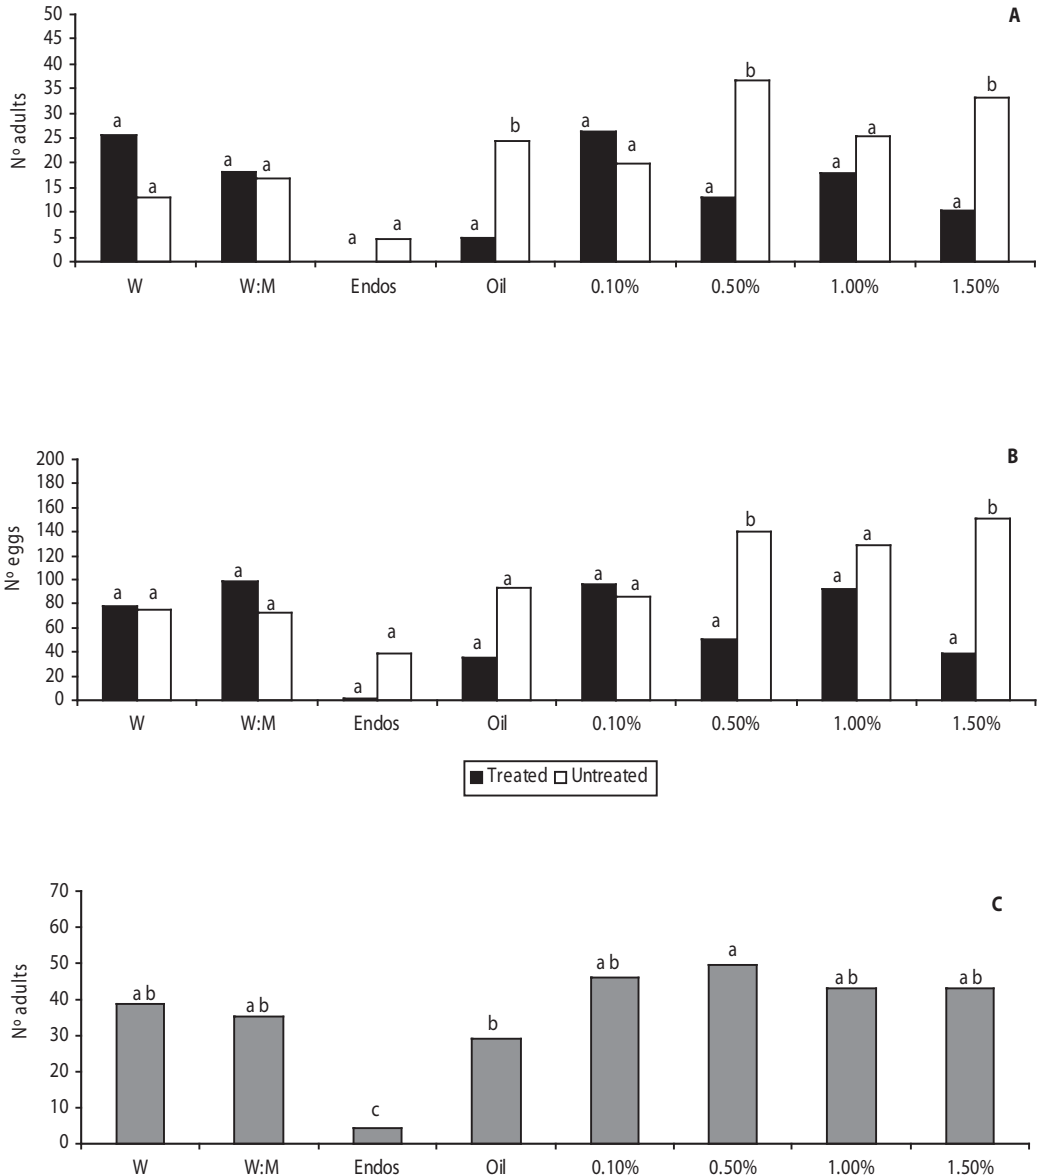 A
Nº adults
50
45
40
35
30
25
20
15
10
5
0
a a a a a a a b a a a b a a a b
W W:M Endos Oil 0.10% 0.50% 1.00% 1.50%
B
Nº eggs
200
180
160
140
120
100
80
60
40
20
0
a a a a a a a a a a a b a a a b
W W:M Endos Oil 0.10% 0.50% 1.00% 1.50%
Treated Untreated
C
Nº adults
70
60
50
40
30
20
10
0
a b a b c b a b a a b a b
W W:M Endos Oil 0.10% 0.50% 1.00% 1.50%